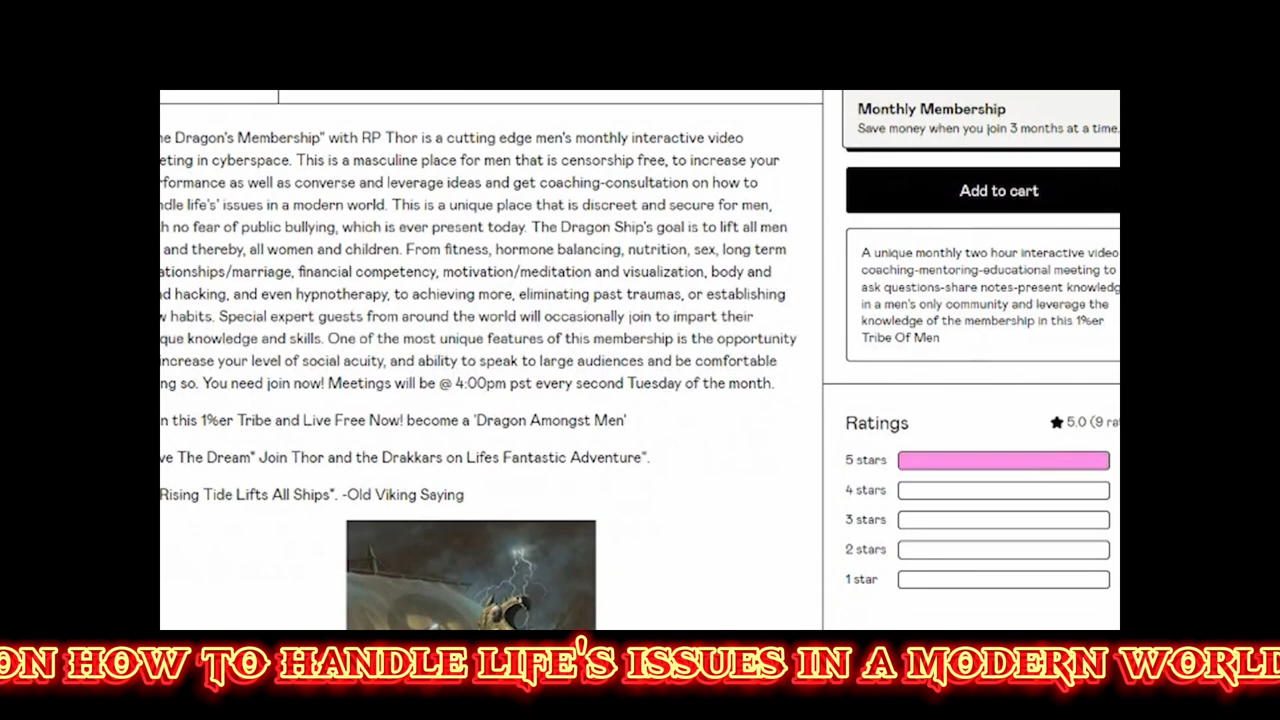 ne Dragon's Membership" with RP Thor is a cutting edge men's monthly interactive video
eting in cyberspace. This is a masculine place for men that is censorship free, to increase your
rformance as well as converse and leverage ideas and get coaching-consultation on how to
ndle life's' issues in a modern world. This is a unique place that is discreet and secure for men,
h no fear of public bullying, which is ever present today. The Dragon Ship's goal is to lift all men
and thereby, all women and children. From fitness, hormone balancing, nutrition, sex, long term
ationships/marriage, financial competency, motivation/meditation and visualization, body and
d hacking, and even hypnotherapy, to achieving more, eliminating past traumas, or establishing
w habits. Special expert guests from around the world will occasionally join to impart their
que knowledge and skills. One of the most unique features of this membership is the opportunity
increase your level of social acuity, and ability to speak to large audiences and be comfortable
ng so. You need join now! Meetings will be @ 4:00pm pst every second Tuesday of the month.
n this 1%er Tribe and Live Free Now! become a 'Dragon Amongst Men'
ve The Dream" Join Thor and the Drakkars on Lifes Fantastic Adventure".
Rising Tide Lifts All Ships". -Old Viking Saying
Monthly Membership
Save money when you join 3 months at a time.
Add to cart
A unique monthly two hour interactive video
coaching-mentoring-educational meeting to
ask questions-share notes-present knowledg
in a men's only community and leverage the
knowledge of the membership in this 1%er
Tribe Of Men
Ratings
★ 5.0 (9 ra
5 stars
4 stars
3 stars
2 stars
1 star
ON HOW TO HANDLE LIFE'S ISSUES IN A MODERN WORLD